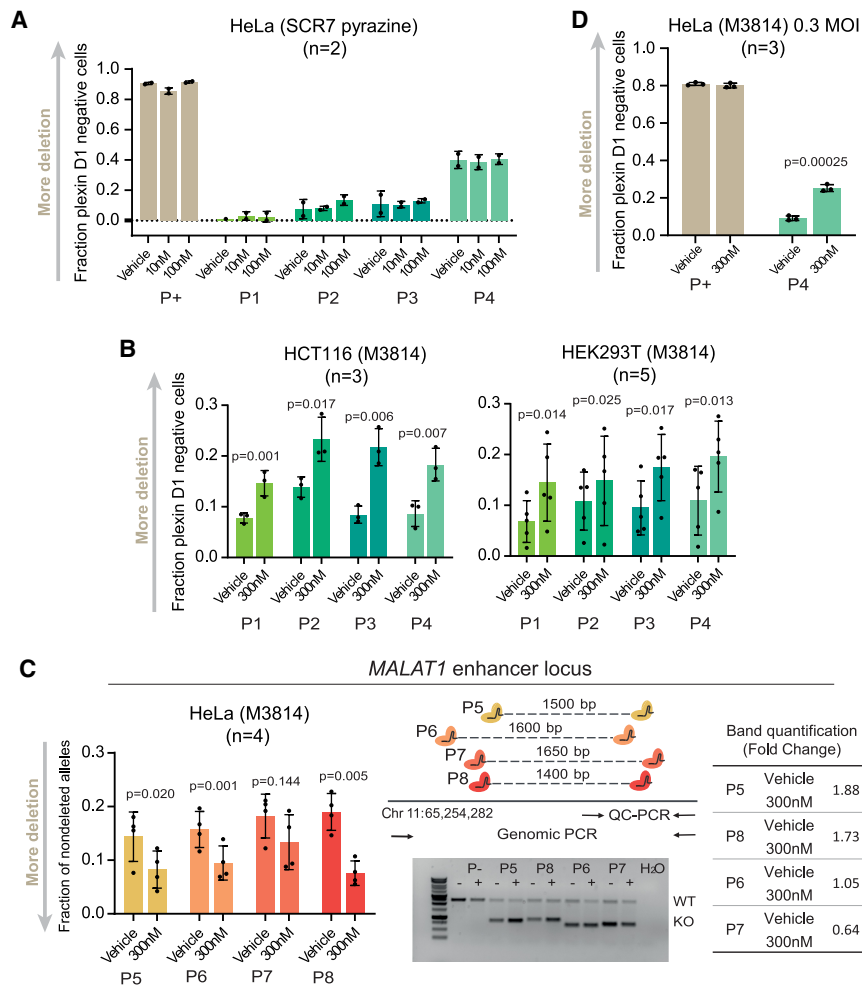 A
HeLa (SCR7 pyrazine)
(n=2)
More deletion
Fraction plexin D1 negative cells
1.0
0.8
0.6
0.4
0.2
0.0
Vehicle 10nM 100nM Vehicle 10nM 100nM Vehicle 10nM 100nM Vehicle 10nM 100nM Vehicle 10nM 100nM
P+ P1 P2 P3 P4
D
HeLa (M3814) 0.3 MOI
(n=3)
More deletion
Fraction plexin D1 negative cells
1.0
0.8
0.6
0.4
0.2
0.0
p=0.00025
Vehicle 300nM Vehicle 300nM
P+ P4
B
HCT116 (M3814)
(n=3)
More deletion
Fraction plexin D1 negative cells
0.3
0.2
0.1
0.0
p=0.001 p=0.017 p=0.006 p=0.007
Vehicle 300nM Vehicle 300nM Vehicle 300nM Vehicle 300nM
P1 P2 P3 P4
HEK293T (M3814)
(n=5)
0.3
0.2
0.1
0.0
p=0.014 p=0.025 p=0.017 p=0.013
Vehicle 300nM Vehicle 300nM Vehicle 300nM Vehicle 300nM
P1 P2 P3 P4
C
MALAT1 enhancer locus
HeLa (M3814)
(n=4)
More deletion
Fraction of nondeleted alleles
0.3
0.2
0.1
0.0
p=0.020 p=0.001 p=0.144 p=0.005
Vehicle 300nM Vehicle 300nM Vehicle 300nM Vehicle 300nM
P5 P6 P7 P8
P5 1500 bp
P6 1600 bp
P7 1650 bp
P8 1400 bp
Chr 11:65,254,282
QC-PCR
Genomic PCR
P- P5 P8 P6 P7 H2O
- + - + - + - + - +
WT
KO
Band quantification
(Fold Change)
P5 Vehicle 300nM 1.88
P8 Vehicle 300nM 1.73
P6 Vehicle 300nM 1.05
P7 Vehicle 300nM 0.64